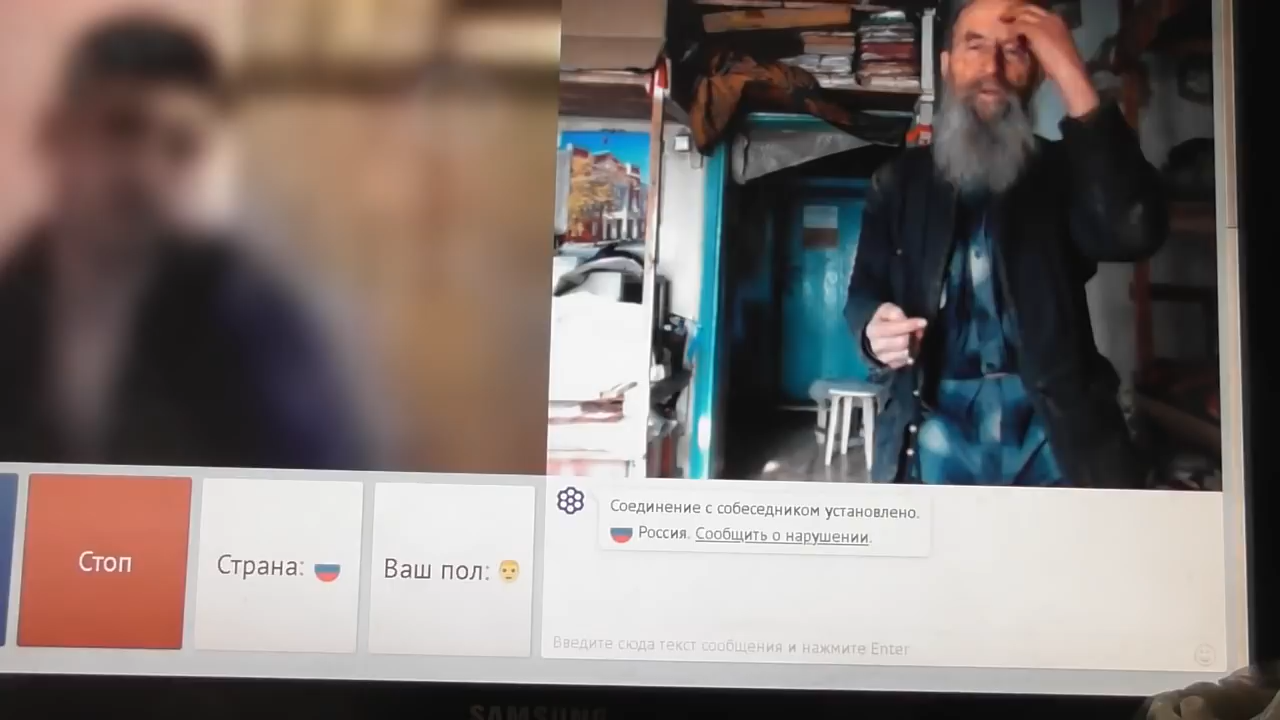 Соединение с собеседником установлено.
Россия. Сообщить о нарушении.
Стоп
Страна:
Ваш пол:
Введите сюда текст сообщения и нажмите Enter
SAMSUNG